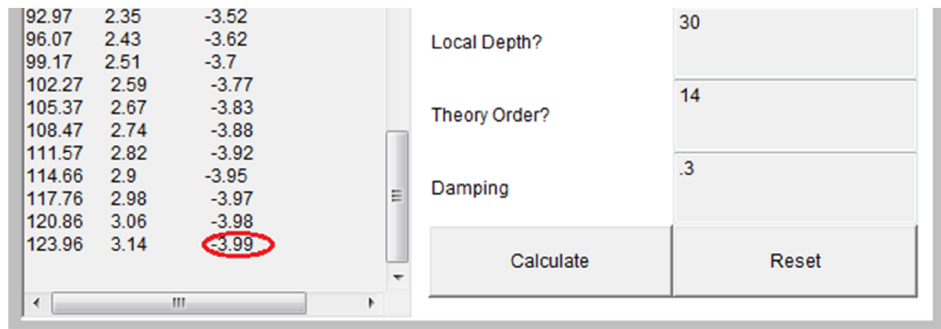 92.97 2.35 -3.52
96.07 2.43 -3.62
99.17 2.51 -3.7
102.27 2.59 -3.77
105.37 2.67 -3.83
108.47 2.74 -3.88
111.57 2.82 -3.92
114.66 2.9 -3.95
117.76 2.98 -3.97
120.86 3.06 -3.98
123.96 3.14 -3.99
Local Depth? 30
Theory Order? 14
Damping .3
Calculate Reset